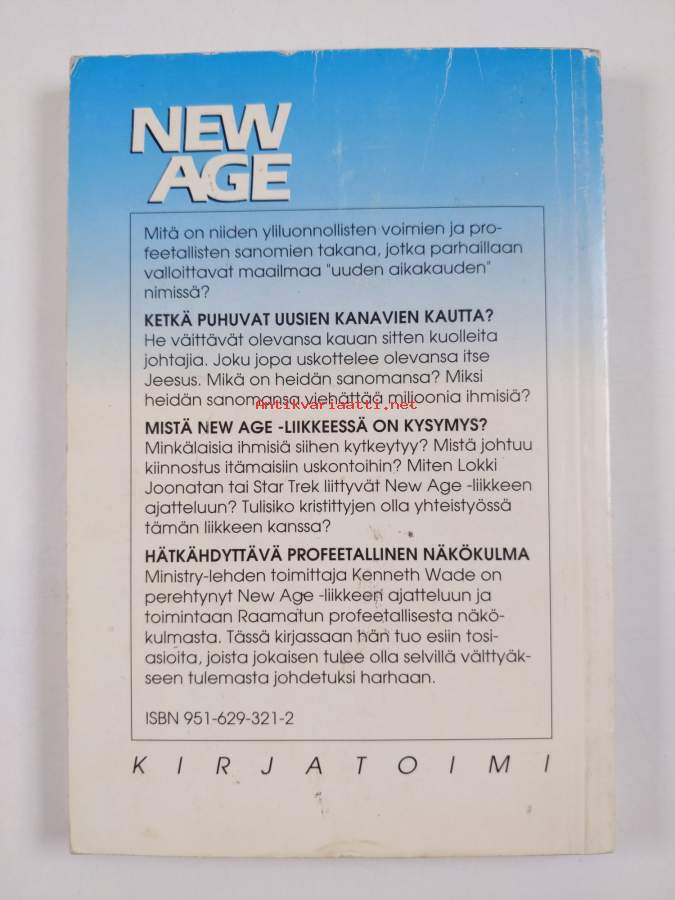 NEW
AGE
Mitä on niiden yliluonnollisten voimien ja pro-
feetallisten sanomien takana, jotka parhaillaan
valloittavat maailmaa "uuden aikakauden"
nimissä?
KETKÄ PUHUVAT UUSIEN KANAVIEN KAUTTA?
He väittävät olevansa kauan sitten kuolleita
johtajia. Joku jopa uskottelee olevansa itse
Jeesus. Mikä on heidän sanomansa? Miksi
heidän sanomansa viehättää miljoonia ihmisiä?
Antikvariaatti.net
MISTÄ NEW AGE -LIIKKEESSÄ ON KYSYMYS?
Minkälaisia ihmisiä siihen kytkeytyy? Mistä johtuu
kiinnostus itämaisiin uskontoihin? Miten Lokki
Joonatan tai Star Trek liittyvät New Age -liikkeen
ajatteluun? Tulisiko kristittyjen olla yhteistyössä
tämän liikkeen kanssa?
HÄTKÄHDYTTÄVÄ PROFEETALLINEN NÄKÖKULMA
Ministry-lehden toimittaja Kenneth Wade on
perehtynyt New Age -liikkeen ajatteluun ja
toimintaan Raamatun profeetallisesta näkö-
kulmasta. Tässä kirjassaan hän tuo esiin tosi-
asioita, joista jokaisen tulee olla selvillä välttyäk-
seen tulemasta johdetuksi harhaan.
ISBN 951-629-321-2
KIRJATOIMI